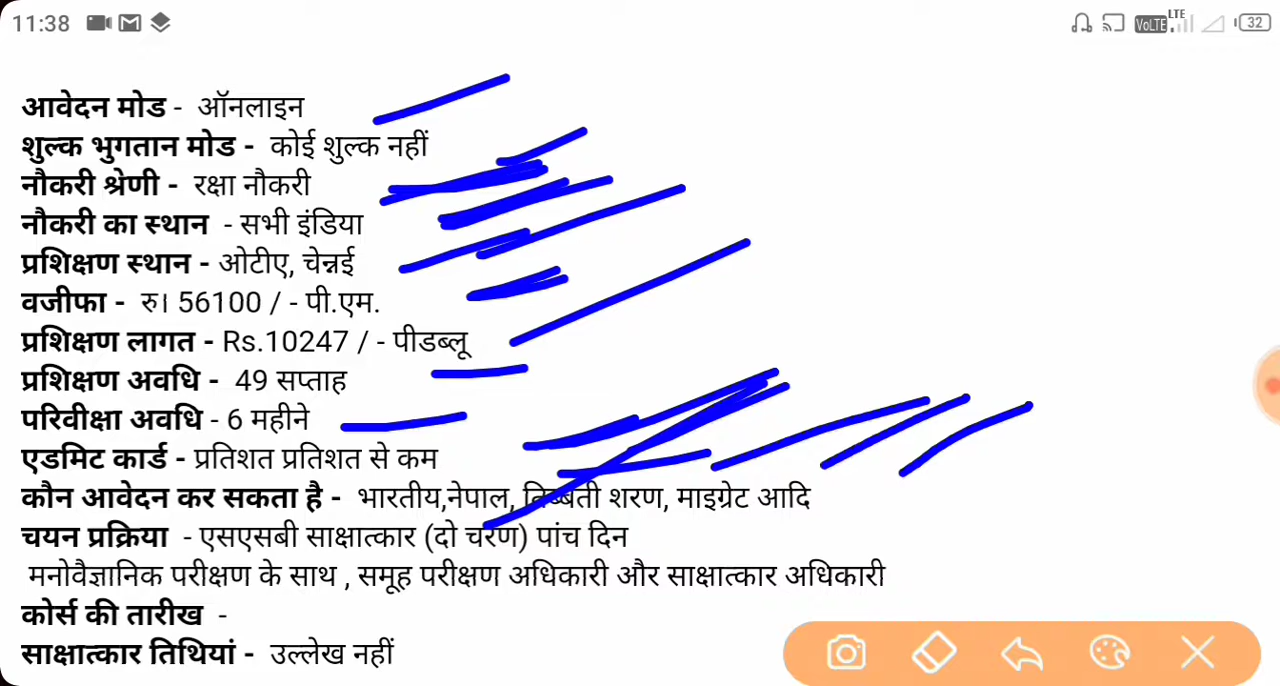 11:38 VoLTE LTE 32
आवेदन मोड - ऑनलाइन
शुल्क भुगतान मोड - कोई शुल्क नहीं
नौकरी श्रेणी - रक्षा नौकरी
नौकरी का स्थान - सभी इंडिया
प्रशिक्षण स्थान - ओटीए, चेन्नई
वजीफा - रु। 56100 / - पी.एम.
प्रशिक्षण लागत - Rs.10247 / - पीडब्लू
प्रशिक्षण अवधि - 49 सप्ताह
परिवीक्षा अवधि - 6 महीने
एडमिट कार्ड - प्रतिशत प्रतिशत से कम
कौन आवेदन कर सकता है - भारतीय,नेपाल, तिब्बती शरण, माइग्रेट आदि
चयन प्रक्रिया - एसएसबी साक्षात्कार (दो चरण) पांच दिन
मनोवैज्ञानिक परीक्षण के साथ , समूह परीक्षण अधिकारी और साक्षात्कार अधिकारी
कोर्स की तारीख -
साक्षात्कार तिथियां - उल्लेख नहीं